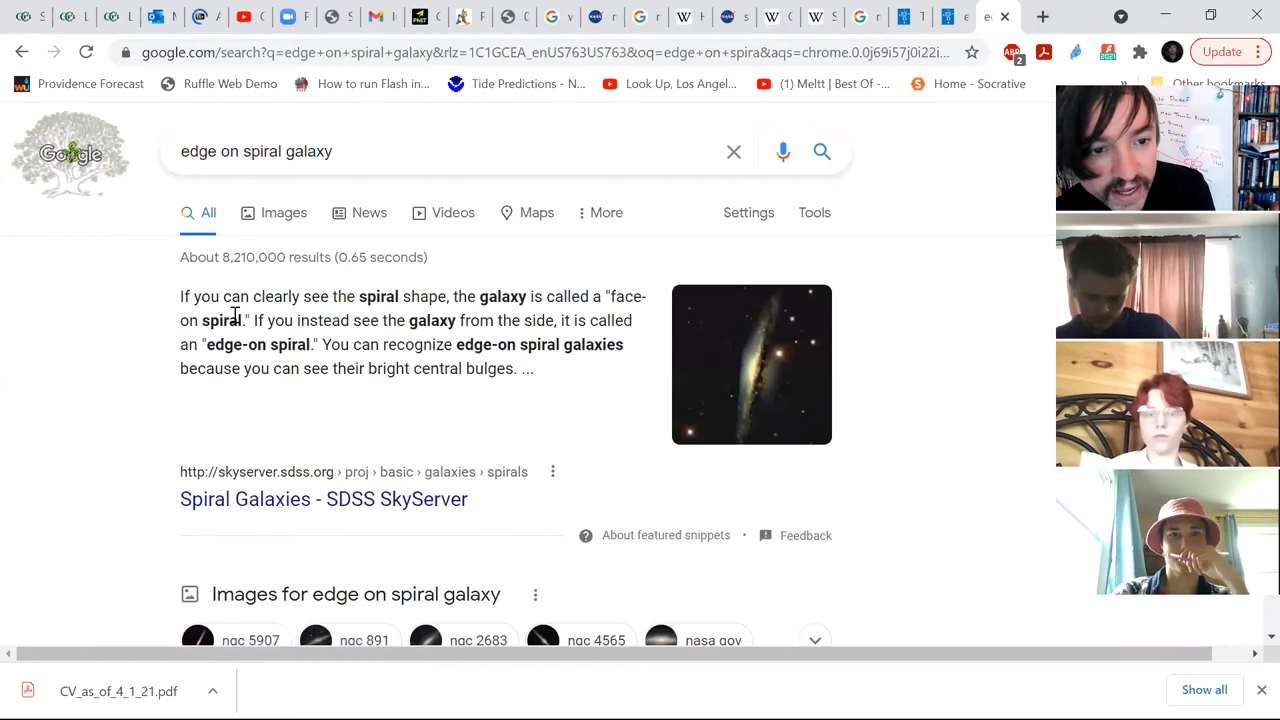 google.com/search?q=edge+on+spiral+galaxy&rlz=1C1GCEA_enUS763US763&oq=edge+on+spira&aqs=chrome.0.0j69i57j0i22i...
2
2021
Update
Providence Forecast
Ruffle Web Demo
How to run Flash in...
Tide Predictions - N...
Look Up, Los Angel...
(1) Meltt | Best Of -...
Home - Socrative
»
Other bookmarks
Google
edge on spiral galaxy
All
Images
News
Videos
Maps
More
Settings
Tools
About 8,210,000 results (0.65 seconds)
If you can clearly see the spiral shape, the galaxy is called a "face-
on spiral." If you instead see the galaxy from the side, it is called
an "edge-on spiral." You can recognize edge-on spiral galaxies
because you can see their bright central bulges. ...
http://skyserver.sdss.org › proj › basic › galaxies › spirals
Spiral Galaxies - SDSS SkyServer
About featured snippets
•
Feedback
Images for edge on spiral galaxy
ngc 5907
ngc 891
ngc 2683
ngc 4565
nasa gov
CV_as_of_4_1_21.pdf
Show all